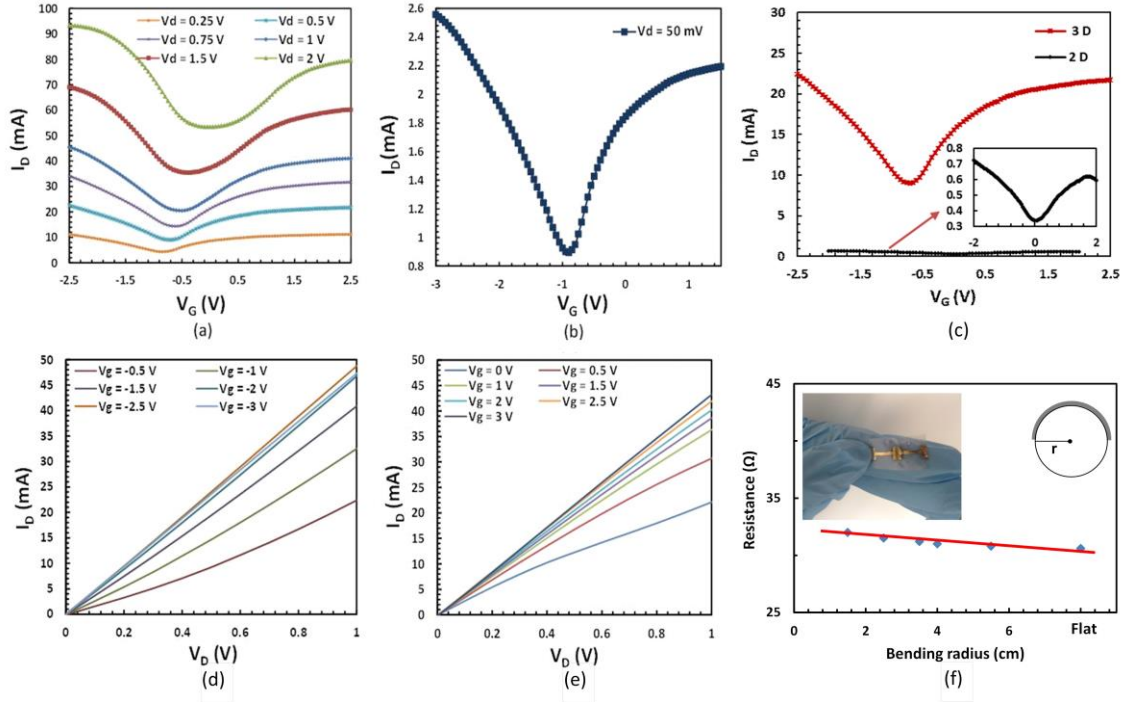 100
90
80
70
60
50
40
30
20
10
0
I_D (mA)
Vd = 0.25 V
Vd = 0.5 V
Vd = 0.75 V
Vd = 1 V
Vd = 1.5 V
Vd = 2 V
-2.5 -1.5 -0.5 0.5 1.5 2.5
V_G (V)
(a)
2.6
2.4
2.2
2
1.8
1.6
1.4
1.2
1
0.8
I_D (mA)
Vd = 50 mV
-3 -2 -1 0 1
V_G (V)
(b)
30
25
20
15
10
5
0
I_D (mA)
3 D
2 D
0.8
0.7
0.6
0.5
0.4
0.3
-2 0 2
-2.5 -1.5 -0.5 0.5 1.5 2.5
V_G (V)
(c)
50
45
40
35
30
25
20
15
10
5
0
I_D (mA)
Vg = -0.5 V
Vg = -1 V
Vg = -1.5 V
Vg = -2 V
Vg = -2.5 V
Vg = -3 V
0 0.2 0.4 0.6 0.8 1
V_D (V)
(d)
50
45
40
35
30
25
20
15
10
5
0
I_D (mA)
Vg = 0 V
Vg = 0.5 V
Vg = 1 V
Vg = 1.5 V
Vg = 2 V
Vg = 2.5 V
Vg = 3 V
0 0.2 0.4 0.6 0.8 1
V_D (V)
(e)
45
35
25
Resistance (Ω)
r
0 2 4 6 Flat
Bending radius (cm)
(f)